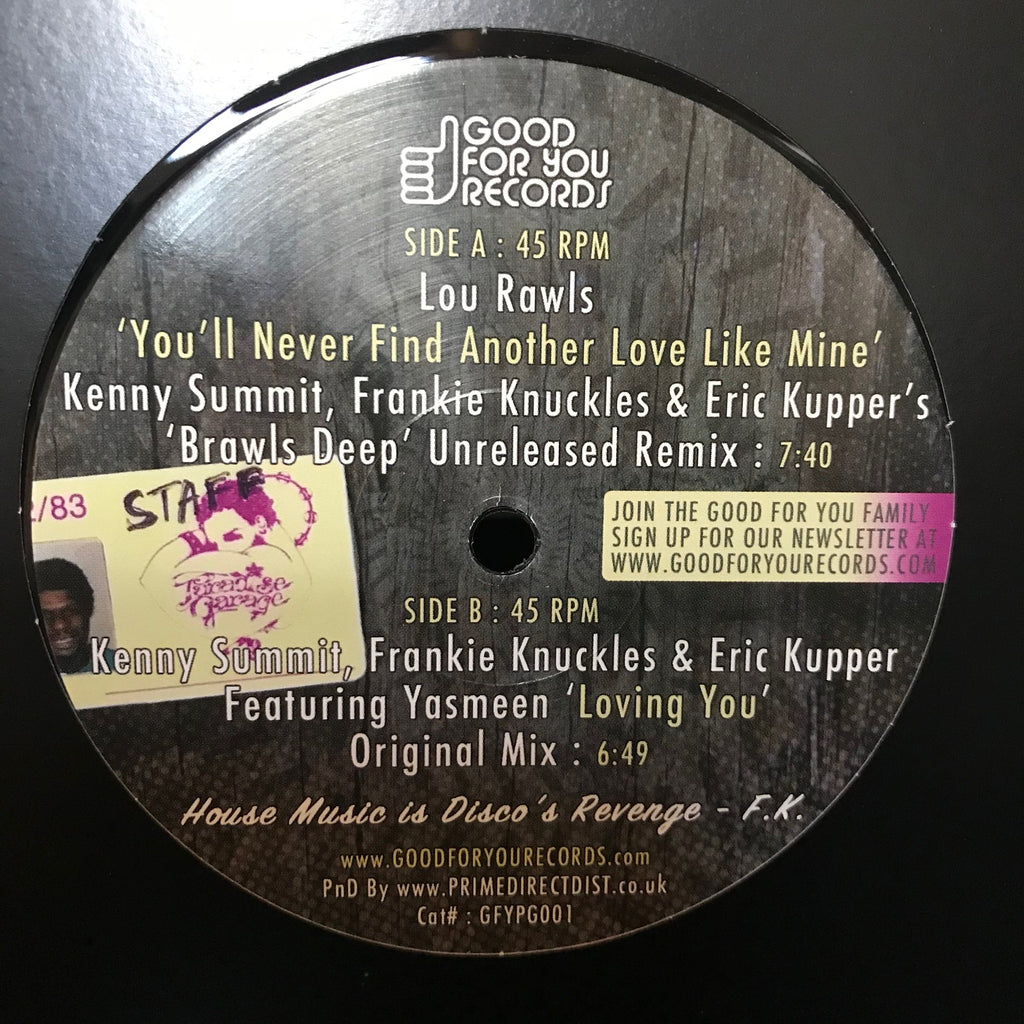 GOOD
FOR YOU
RECORDS
SIDE A : 45 RPM
Lou Rawls
'You'll Never Find Another Love Like Mine'
Kenny Summit, Frankie Knuckles & Eric Kupper's
'Brawls Deep' Unreleased Remix : 7:40
/83
STAFF
Paradise
Garage
JOIN THE GOOD FOR YOU FAMILY
SIGN UP FOR OUR NEWSLETTER AT
WWW.GOODFORYOURECORDS.COM
SIDE B : 45 RPM
Kenny Summit, Frankie Knuckles & Eric Kupper
Featuring Yasmeen 'Loving You'
Original Mix : 6:49
House Music is Disco's Revenge - F.K.
www.GOODFORYOURECORDS.com
PnD By www.PRIMEDIRECTDIST.co.uk
Cat# : GFYPG001